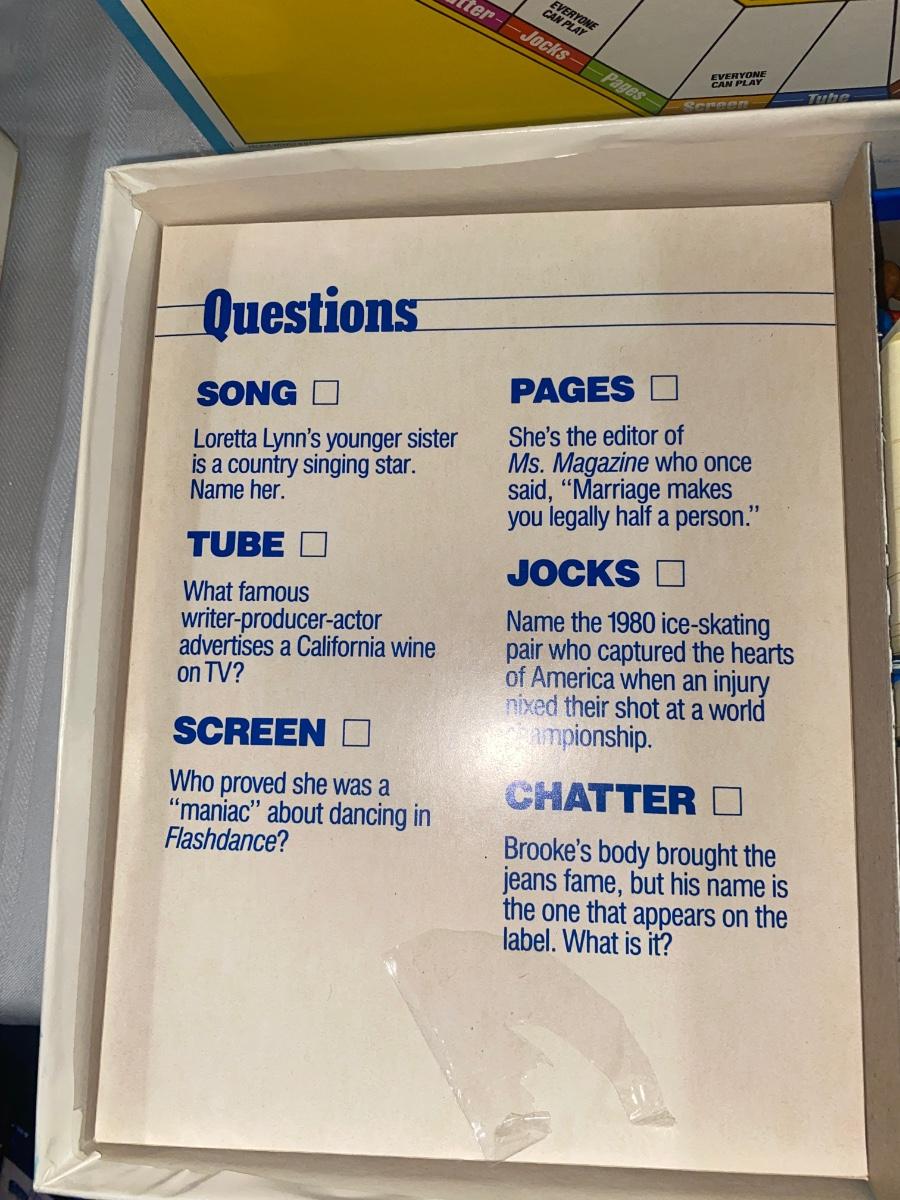 tter
EVERYONE
CAN PLAY
Jocks
Pages
EVERYONE
CAN PLAY
Screen
Tube
Questions
SONG
Loretta Lynn's younger sister
is a country singing star.
Name her.
TUBE
What famous
writer-producer-actor
advertises a California wine
on TV?
SCREEN
Who proved she was a
“maniac” about dancing in
Flashdance?
PAGES
She's the editor of
Ms. Magazine who once
said, “Marriage makes
you legally half a person.”
JOCKS
Name the 1980 ice-skating
pair who captured the hearts
of America when an injury
nixed their shot at a world
championship.
CHATTER
Brooke's body brought the
jeans fame, but his name is
the one that appears on the
label. What is it?